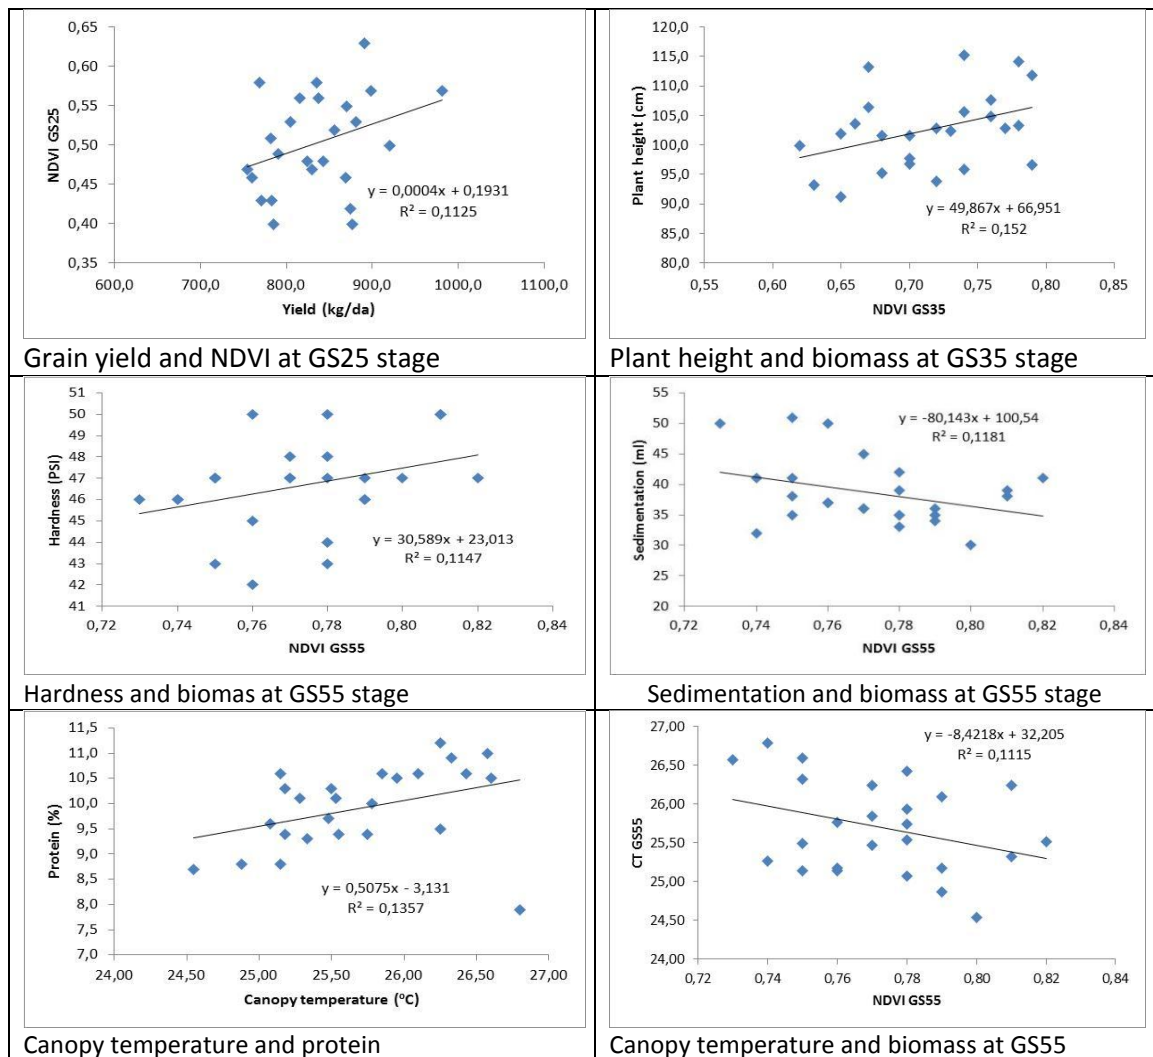 0,65
0,60
0,55
0,50
0,45
0,40
0,35
NDVI GS25
y = 0,0004x + 0,1931
R² = 0,1125
600,0 700,0 800,0 900,0 1000,0 1100,0
Yield (kg/da)
Grain yield and NDVI at GS25 stage
120,0
115,0
110,0
105,0
100,0
95,0
90,0
85,0
80,0
Plant height (cm)
y = 49,867x + 66,951
R² = 0,152
0,55 0,60 0,65 0,70 0,75 0,80 0,85
NDVI GS35
Plant height and biomass at GS35 stage
51
50
49
48
47
46
45
44
43
42
41
Hardness (PSI)
y = 30,589x + 23,013
R² = 0,1147
0,72 0,74 0,76 0,78 0,80 0,82 0,84
NDVI GS55
Hardness and biomas at GS55 stage
55
50
45
40
35
30
25
20
Sedimentation (ml)
y = -80,143x + 100,54
R² = 0,1181
0,72 0,74 0,76 0,78 0,80 0,82 0,84
NDVI GS55
Sedimentation and biomass at GS55 stage
11,5
11,0
10,5
10,0
9,5
9,0
8,5
8,0
7,5
7,0
Protein (%)
y = 0,5075x - 3,131
R² = 0,1357
24,00 24,50 25,00 25,50 26,00 26,50 27,00
Canopy temperature (°C)
Canopy temperature and protein
27,00
26,50
26,00
25,50
25,00
24,50
24,00
CT GS55
y = -8,4218x + 32,205
R² = 0,1115
0,72 0,74 0,76 0,78 0,80 0,82 0,84
NDVI GS55
Canopy temperature and biomass at GS55